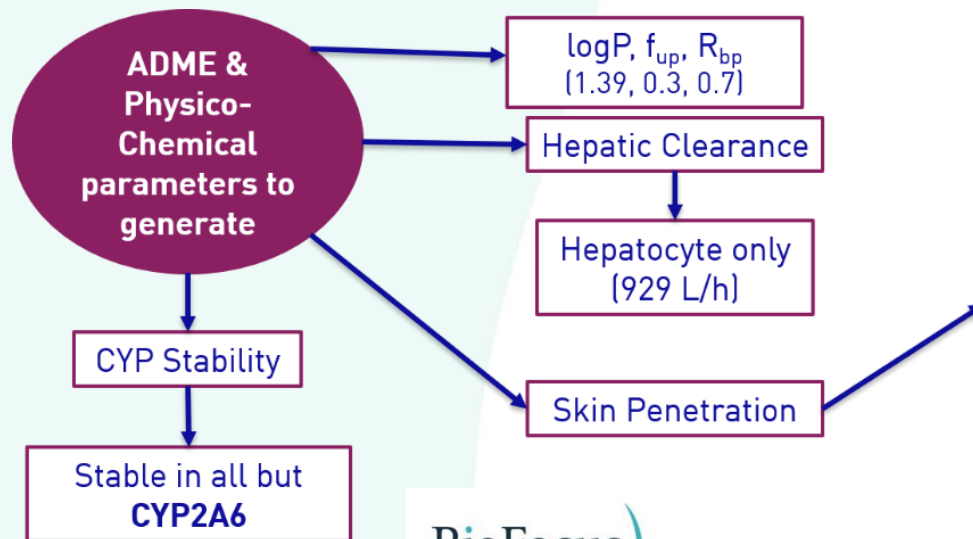 ADME &
Physico-
Chemical
parameters to
generate
logP, fup, Rbp
(1.39, 0.3, 0.7)
Hepatic Clearance
Hepatocyte only
(929 L/h)
CYP Stability
Stable in all but
CYP2A6
Skin Penetration
BioFocus